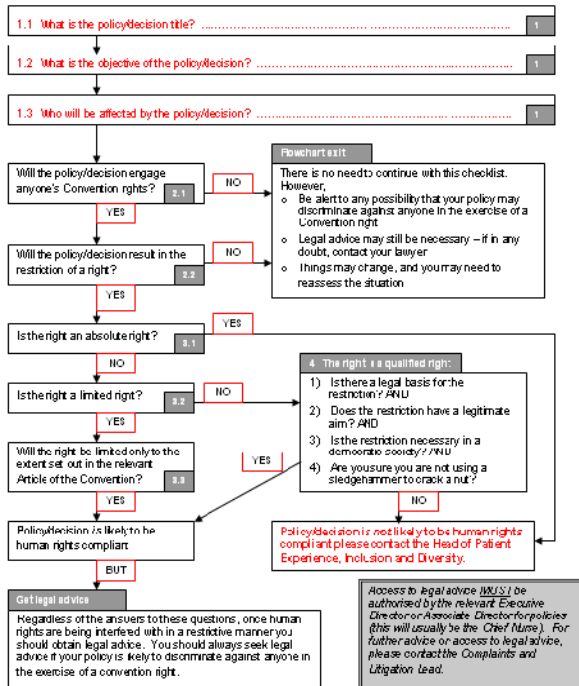 1.1 What is the policy/decision title? ........................................................................ 1
1.2 What is the objective of the policy/decision? ........................................................................ 1
1.3 Who will be affected by the policy/decision? ........................................................................ 1
Will the policy/decision engage
anyone's Convention rights?
2.1
NO
YES
Flowchart exit
There is no need to continue with this checklist.
However,
o Be alert to any possibility that your policy may
discriminate against anyone in the exercise of a
Convention right
o Legal advice may still be necessary – if in any
doubt, contact your lawyer
o Things may change, and you may need to
reassess the situation
Will the policy/decision result in the
restriction of a right?
2.2
NO
YES
Is the right an absolute right?
3.1
YES
NO
Is the right a limited right?
3.2
NO
YES
4 The right is a qualified right
1) Is there a legal basis for the
restriction? AND
2) Does the restriction have a legitimate
aim? AND
3) Is the restriction necessary in a
democratic society? AND
4) Are you sure you are not using a
sledgehammer to crack a nut?
YES
NO
Will the right be limited only to the
extent set out in the relevant
Article of the Convention?
3.3
YES
Policy/decision is likely to be
human rights compliant
BUT
Policy/decision is not likely to be human rights
compliant please contact the Head of Patient
Experience, Inclusion and Diversity.
Get legal advice
Regardless of the answers to these questions, once human
rights are being interfered with in a restrictive manner you
should obtain legal advice. You should always seek legal
advice if your policy is likely to discriminate against anyone in
the exercise of a convention right.
Access to legal advice MUST be
authorised by the relevant Executive
Director or Associate Director for policies
(this will usually be the Chief Nurse). For
further advice or access to legal advice,
please contact the Complaints and
Litigation Lead.